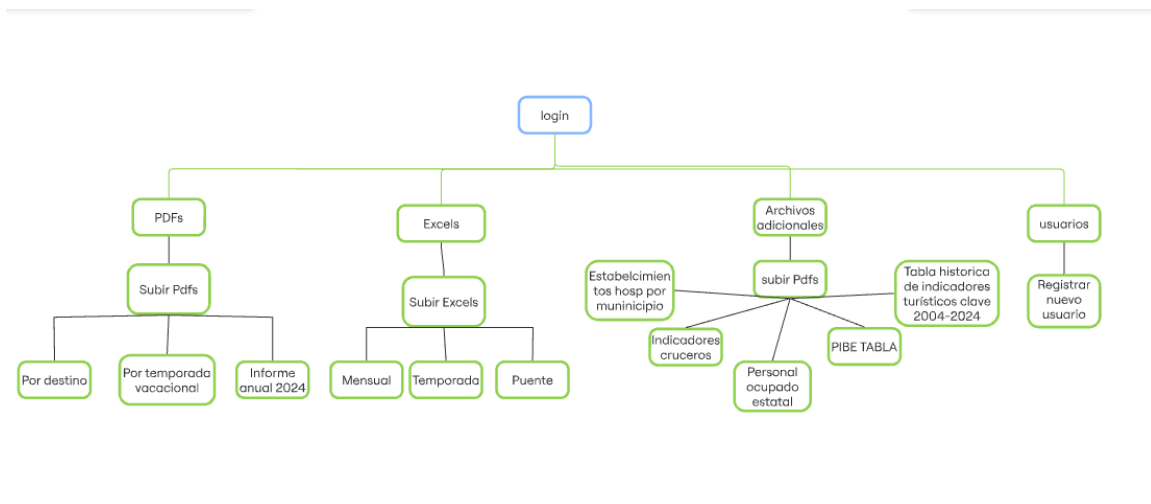 login
PDFs
Excels
Archivos
adicionales
usuarios
Subir Pdfs
Subir Excels
subir Pdfs
Registrar
nuevo
usuario
Por destino
Por temporada
vacacional
Informe
anual 2024
Mensual
Temporada
Puente
Estabelcimien
tos hosp por
muninicipio
Indicadores
cruceros
Personal
ocupado
estatal
PIBE TABLA
Tabla historica
de indicadores
turísticos clave
2004-2024